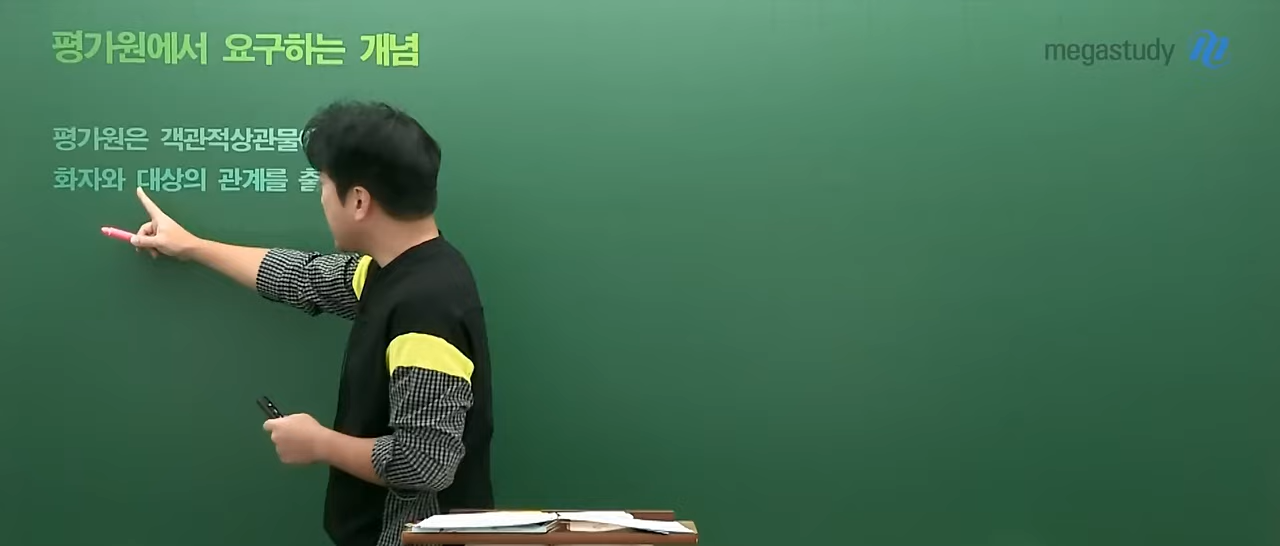 평가원에서 요구하는 개념
megastudy
평가원은 객관적상관물
화자와 대상의 관계를